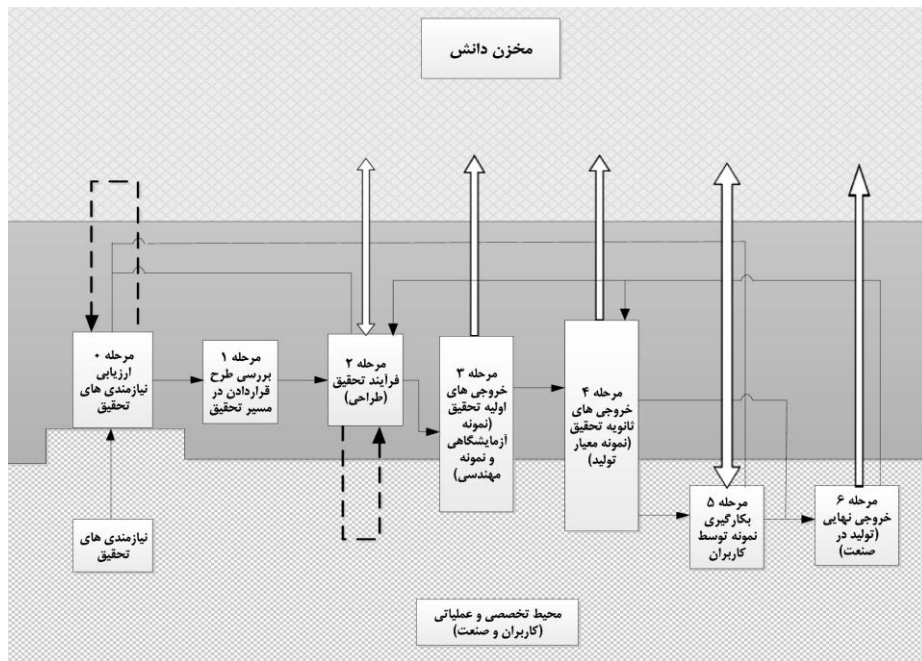 مخزن دانش
مرحله ۰
ارزیابی
نیازمندی های
تحقیق
مرحله ۱
بررسی طرح
قراردادن در
مسیر تحقیق
مرحله ۲
فرآیند تحقیق
(طراحی)
مرحله ۳
خروجی های
اولیه تحقیق
(نمونه
آزمایشگاهی
و نمونه
مهندسی)
مرحله ۴
خروجی های
ثانویه تحقیق
(نمونه معیار
تولید)
مرحله ۵
بکارگیری
نمونه توسط
کاربران
مرحله ۶
خروجی نهایی
(تولید در
صنعت)
نیازمندی های
تحقیق
محیط تخصصی و عملیاتی
(کاربران و صنعت)